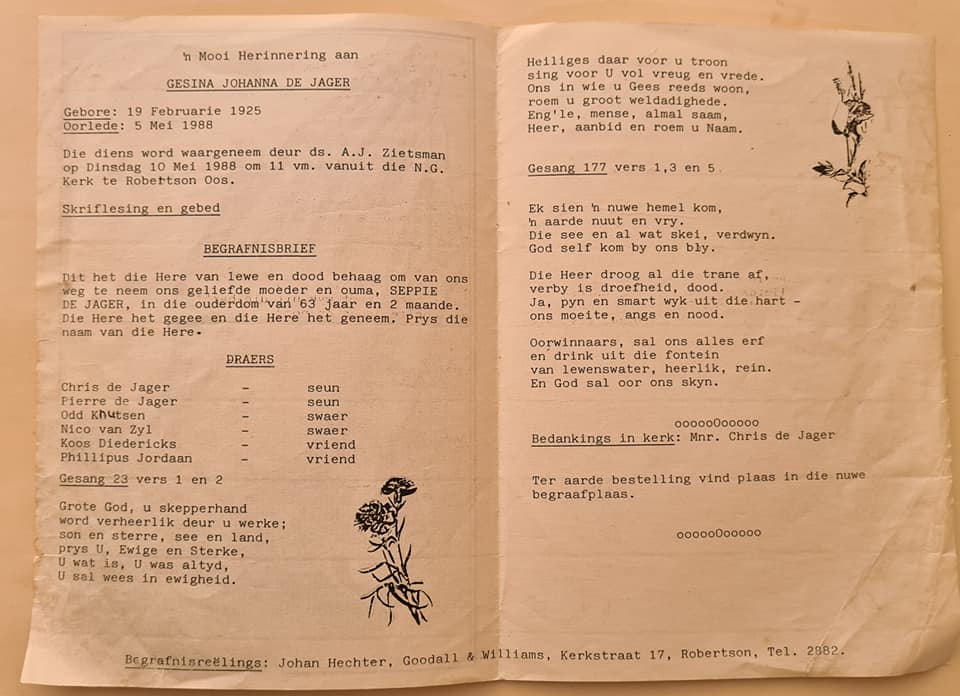 'n Mooi Herinnering aan
GESINA JOHANNA DE JAGER
Gebore: 19 Februarie 1925
Oorlede: 5 Mei 1988
Die diens word waargeneem deur ds. A.J. Zietsman
op Dinsdag 10 Mei 1988 om 11 vm. vanuit die N.G.
Kerk te Robertson Oos.
Skriflesing en gebed
BEGRAFNISBRIEF
Dit het die Here van lewe en dood behaag om van ons
weg te neem ons geliefde moeder en ouma, SEPPIE
DE JAGER, in die ouderdom van 63 jaar en 2 maande.
Die Here het gegee en die Here het geneem. Prys die
naam van die Here.
DRAERS
Chris de Jager - seun
Pierre de Jager - seun
Odd Knutsen - swaer
Nico van Zyl - swaer
Koos Diedericks - vriend
Phillipus Jordaan - vriend
Gesang 23 vers 1 en 2
Grote God, u skepperhand
word verheerlik deur u werke;
son en sterre, see en land,
prys U, Ewige en Sterke,
U wat is, U was altyd,
U sal wees in ewigheid.
Heiliges daar voor u troon
sing voor U vol vreug en vrede.
Ons in wie u Gees reeds woon,
roem u groot weldadighede.
Eng'le, mense, almal saam,
Heer, aanbid en roem u Naam.
Gesang 177 vers 1,3 en 5
Ek sien 'n nuwe hemel kom,
'n aarde nuut en vry.
Die see en al wat skei, verdwyn.
God self kom by ons bly.
Die Heer droog al die trane af,
verby is droefheid, dood.
Ja, pyn en smart wyk uit die hart -
ons moeite, angs en nood.
Oorwinnaars, sal ons alles erf
en drink uit die fontein
van lewenswater, heerlik, rein.
En God sal oor ons skyn.
oooooOooooo
Bedankings in kerk: Mnr. Chris de Jager
Ter aarde bestelling vind plaas in die nuwe
begraafplaas.
oooooOooooo
Begrafnisreëlings: Johan Hechter, Goodall & Williams, Kerkstraat 17, Robertson, Tel. 2882.